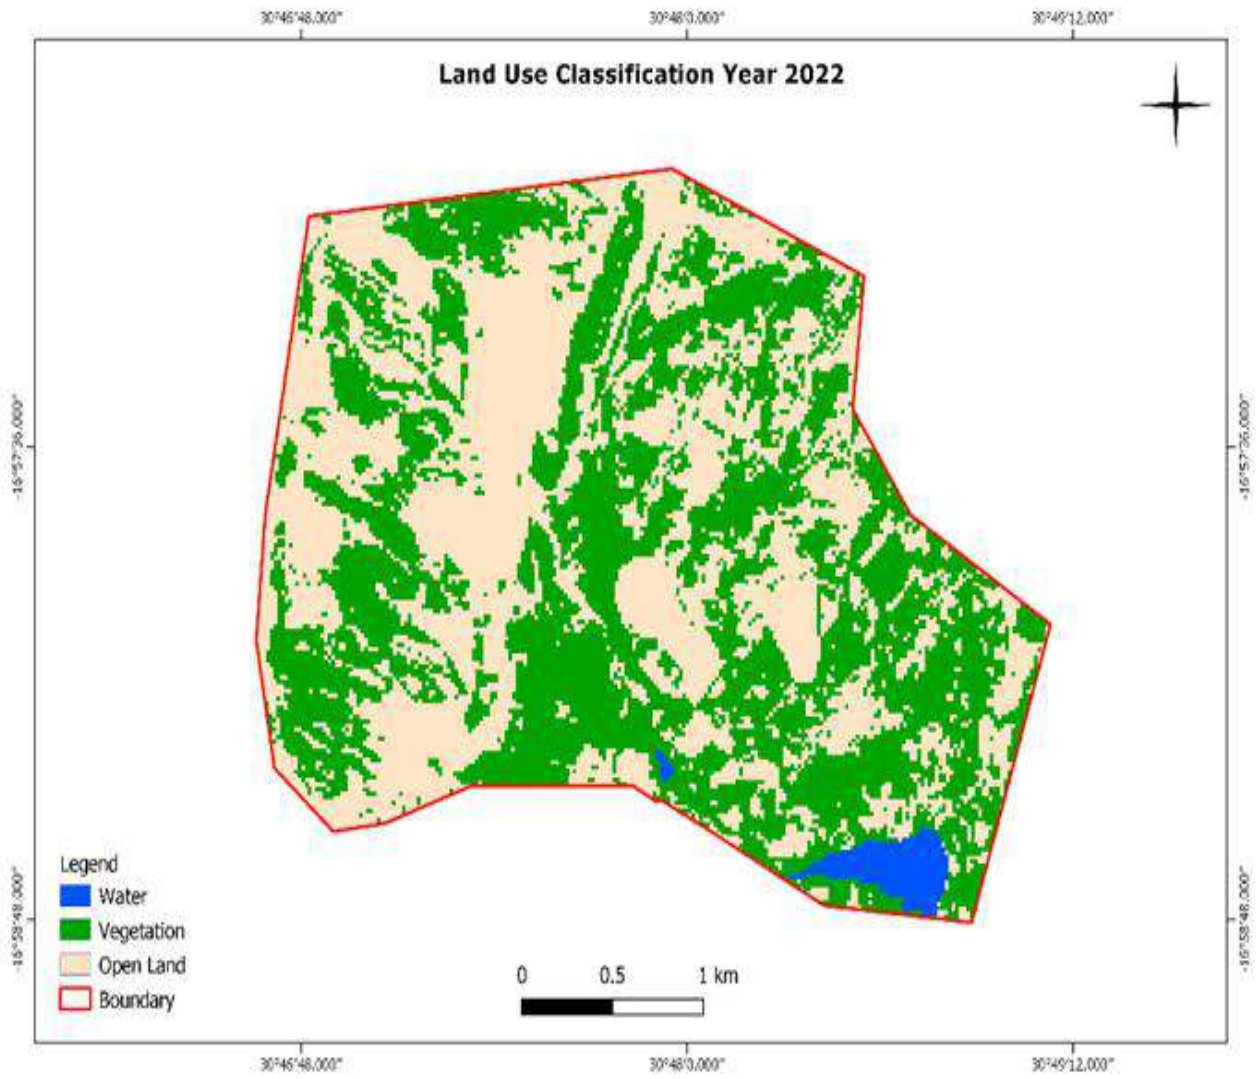 30°46'48.000" 30°48'0.000" 30°49'12.000"
Land Use Classification Year 2022
-16°57'36.000" -16°57'36.000"
-16°58'48.000" -16°58'48.000"
Legend
Water
Vegetation
Open Land
Boundary
0 0.5 1 km
30°46'48.000" 30°48'0.000" 30°49'12.000"